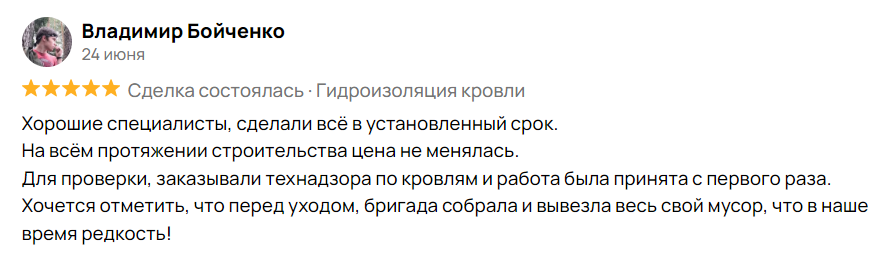 Владимир Бойченко
24 июня
Сделка состоялась · Гидроизоляция кровли
Хорошие специалисты, сделали всё в установленный срок.
На всём протяжении строительства цена не менялась.
Для проверки, заказывали технадзора по кровлям и работа была принята с первого раза.
Хочется отметить, что перед уходом, бригада собрала и вывезла весь свой мусор, что в наше
время редкость!